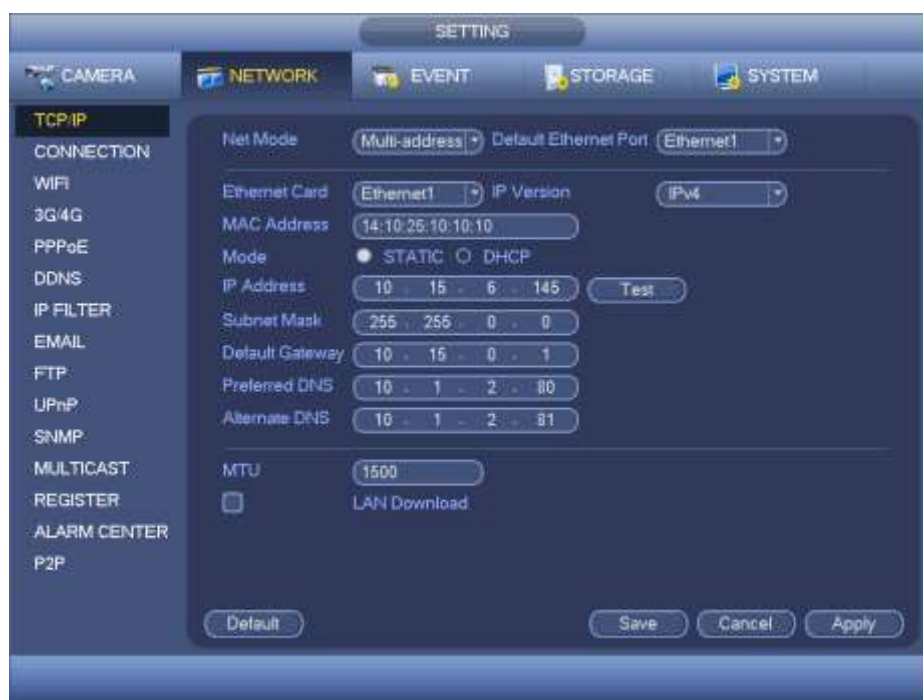 SETTING
CAMERA NETWORK EVENT STORAGE SYSTEM
TCP/IP
CONNECTION
WIFI
3G/4G
PPPoE
DDNS
IP FILTER
EMAIL
FTP
UPnP
SNMP
MULTICAST
REGISTER
ALARM CENTER
P2P
Net Mode Multi-address Default Ethernet Port Ethernet1
Ethernet Card Ethernet1 IP Version IPv4
MAC Address 14:10:25:10:10:10
Mode STATIC DHCP
IP Address 10 . 15 . 6 . 145 Test
Subnet Mask 255 . 255 . 0 . 0
Default Gateway 10 . 15 . 0 . 1
Preferred DNS 10 . 1 . 2 . 80
Alternate DNS 10 . 1 . 2 . 81
MTU 1500
LAN Download
Default Save Cancel Apply